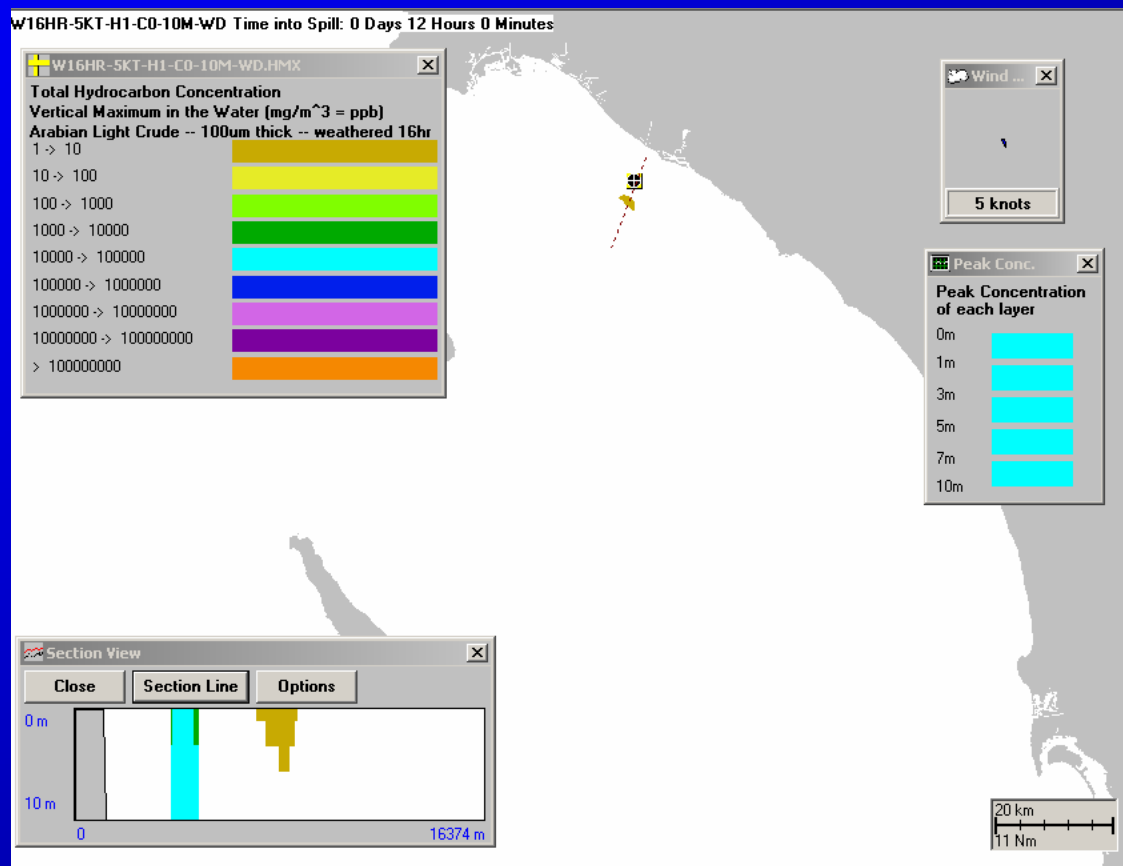 W16HR-5KT-H1-C0-10M-WD Time into Spill: 0 Days 12 Hours 0 Minutes
W16HR-5KT-H1-C0-10M-WD.HMX
Total Hydrocarbon Concentration
Vertical Maximum in the Water (mg/m^3 = ppb)
Arabian Light Crude -- 100um thick -- weathered 16hr
1 -> 10
10 -> 100
100 -> 1000
1000 -> 10000
10000 -> 100000
100000 -> 1000000
1000000 -> 10000000
10000000 -> 100000000
> 100000000
Wind ...
5 knots
Peak Conc.
Peak Concentration
of each layer
0m
1m
3m
5m
7m
10m
Section View
Close Section Line Options
0 m
10 m
0 16374 m
20 km
11 Nm